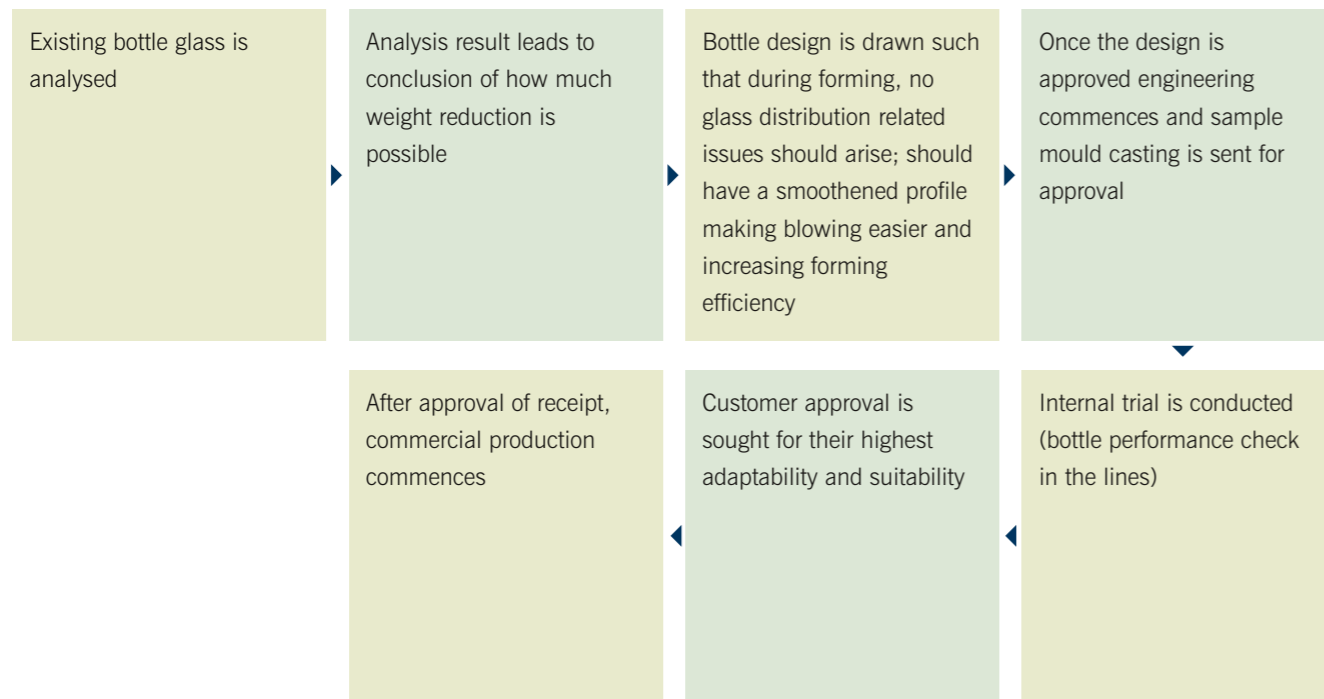 Existing bottle glass is
analysed
Analysis result leads to
conclusion of how much
weight reduction is
possible
Bottle design is drawn such
that during forming, no
glass distribution related
issues should arise; should
have a smoothened profile
making blowing easier and
increasing forming
efficiency
Once the design is
approved engineering
commences and sample
mould casting is sent for
approval
Internal trial is conducted
(bottle performance check
in the lines)
Customer approval is
sought for their highest
adaptability and suitability
After approval of receipt,
commercial production
commences